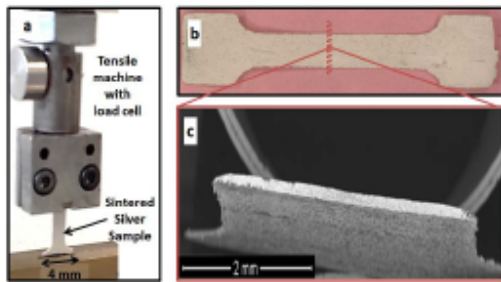 a
Tensile
machine
with
load cell
Sintered
Silver
Sample
4 mm
b
c
2 mm